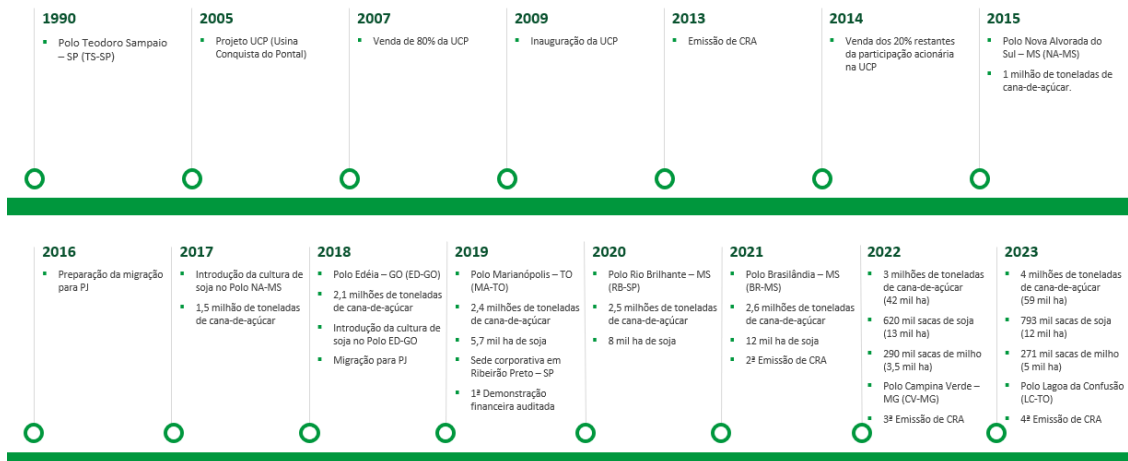 1990
▪ Polo Teodoro Sampaio
– SP (TS-SP)
2005
▪ Projeto UCP (Usina
Conquista do Pontal)
2007
▪ Venda de 80% da UCP
2009
▪ Inauguração da UCP
2013
▪ Emissão de CRA
2014
▪ Venda dos 20% restantes
da participação acionária
na UCP
2015
▪ Polo Nova Alvorada do
Sul – MS (NA-MS)
▪ 1 milhão de toneladas de
cana-de-açúcar.
2016
▪ Preparação da migração
para PJ
2017
▪ Introdução da cultura de
soja no Polo NA-MS
▪ 1,5 milhão de toneladas
de cana-de-açúcar
2018
▪ Polo Edéia – GO (ED-GO)
▪ 2,1 milhões de toneladas
de cana-de-açúcar
▪ Introdução da cultura de
soja no Polo ED-GO
▪ Migração para PJ
2019
▪ Polo Marianópolis – TO
(MA-TO)
▪ 2,4 milhões de toneladas
de cana-de-açúcar
▪ 5,7 mil ha de soja
▪ Sede corporativa em
Ribeirão Preto – SP
▪ 1ª Demonstração
financeira auditada
2020
▪ Polo Rio Brilhante – MS
(RB-SP)
▪ 2,5 milhões de toneladas
de cana-de-açúcar
▪ 8 mil ha de soja
2021
▪ Polo Brasilândia – MS
(BR-MS)
▪ 2,6 milhões de toneladas
de cana-de-açúcar
▪ 12 mil ha de soja
▪ 2ª Emissão de CRA
2022
▪ 3 milhões de toneladas
de cana-de-açúcar
(42 mil ha)
▪ 620 mil sacas de soja
(13 mil ha)
▪ 290 mil sacas de milho
(3,5 mil ha)
▪ Polo Campina Verde –
MG (CV-MG)
▪ 3ª Emissão de CRA
2023
▪ 4 milhões de toneladas
de cana-de-açúcar
(59 mil ha)
▪ 793 mil sacas de soja
(12 mil ha)
▪ 271 mil sacas de milho
(5 mil ha)
▪ Polo Lagoa da Confusão
(LC-TO)
▪ 4ª Emissão de CRA